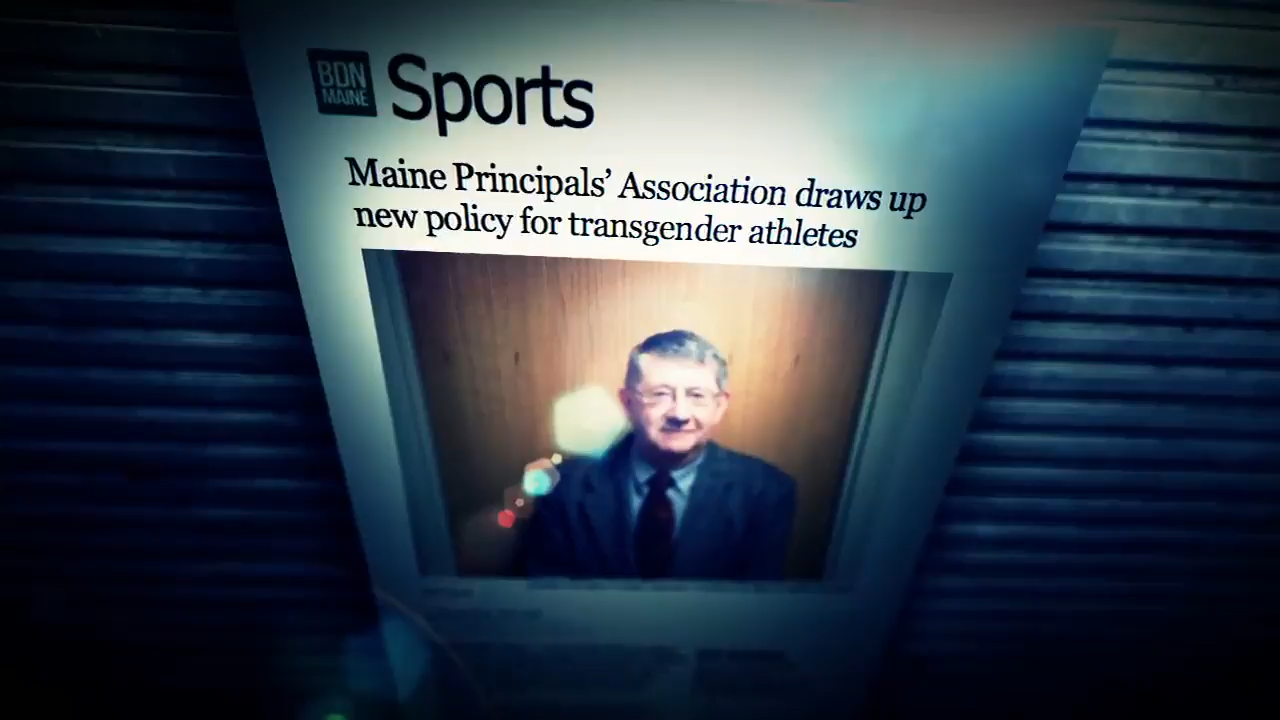 BDN
MAINE
Sports
Maine Principals’ Association draws up
new policy for transgender athletes